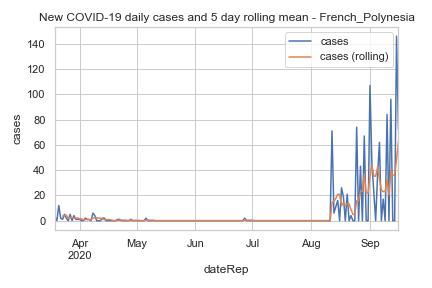 New COVID-19 daily cases and 5 day rolling mean - French_Polynesia
cases
cases (rolling)
140
120
100
80
60
40
20
0
cases
Apr May Jun Jul Aug Sep
2020
dateRep